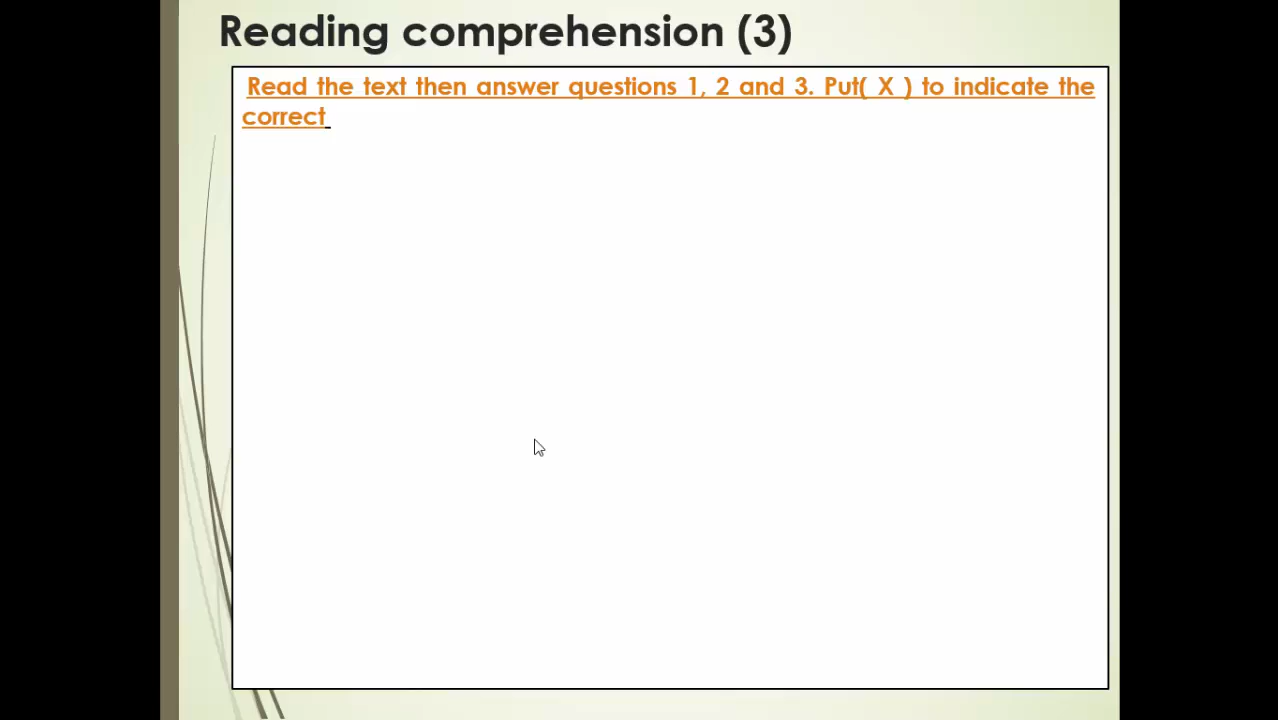 Reading comprehension (3)
Read the text then answer questions 1, 2 and 3. Put( X ) to indicate the
correct